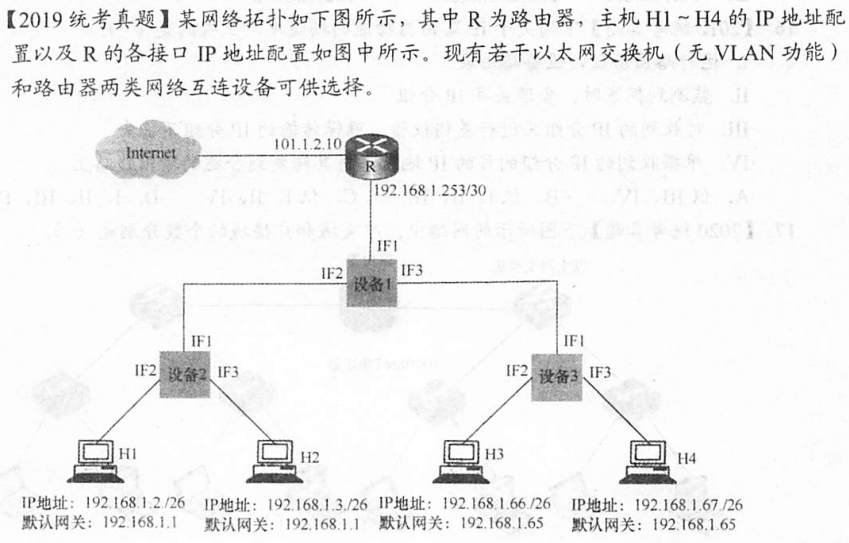 【2019 统考真题】某网络拓扑如下图所示，其中 R 为路由器，主机 H1～H4 的 IP 地址配
置以及 R 的各接口 IP 地址配置如图中所示。现有若干以太网交换机（无 VLAN 功能）
和路由器两类网络互连设备可供选择。
Internet
101.1.2.10
R
192.168.1.253/30
IF1
IF2
设备1
IF3
IF1
IF2
设备2
IF3
IF1
IF2
设备3
IF3
H1
H2
H3
H4
IP地址：192.168.1.2/26
默认网关：192.168.1.1
IP地址：192.168.1.3/26
默认网关：192.168.1.1
IP地址：192.168.1.66/26
默认网关：192.168.1.65
IP地址：192.168.1.67/26
默认网关：192.168.1.65